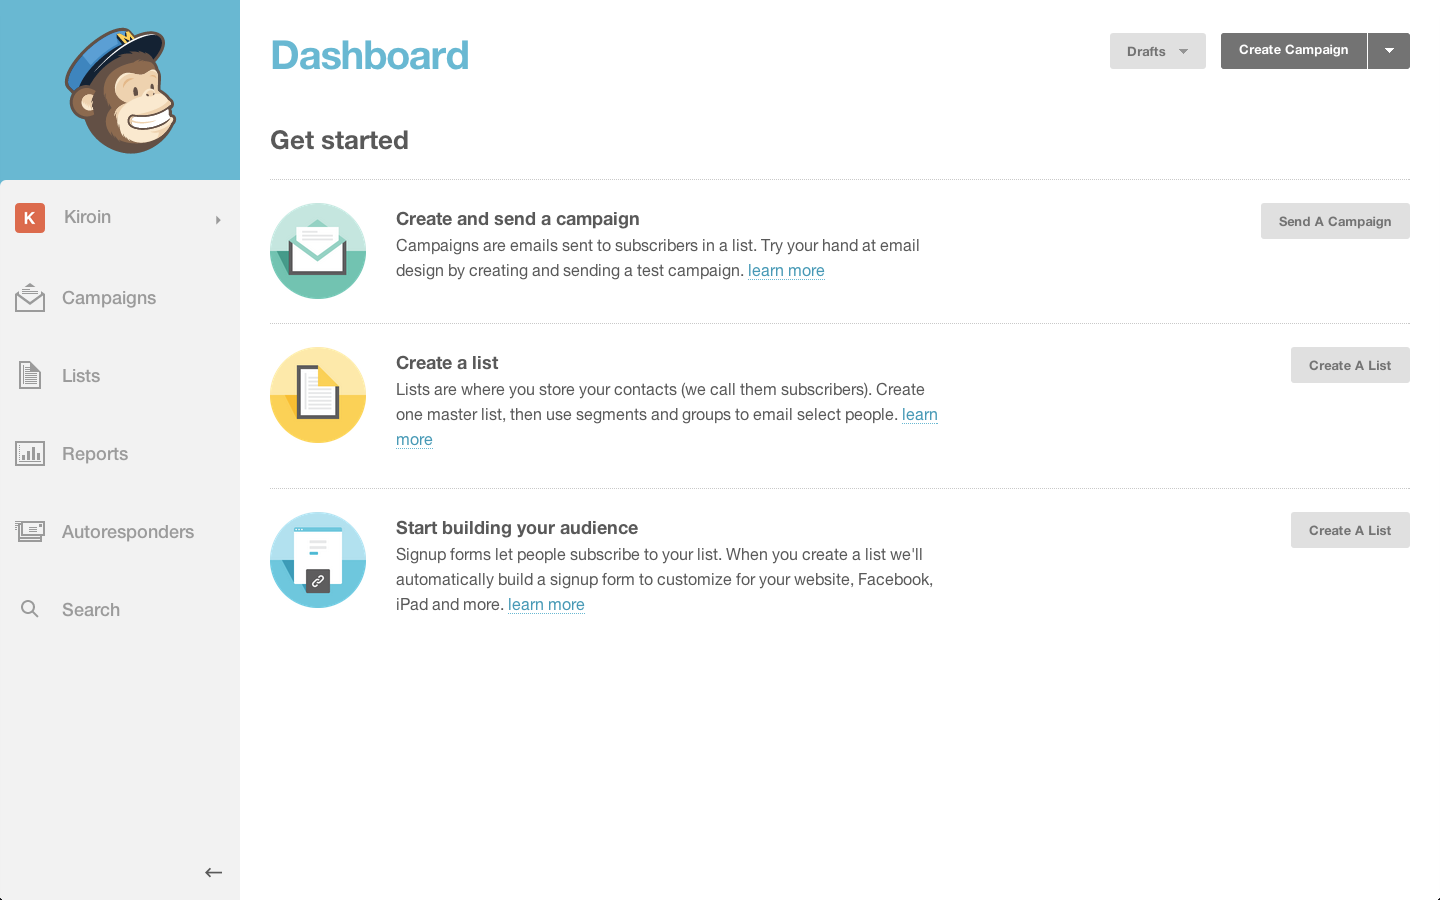 Dashboard
Drafts
Create Campaign
Get started
K
Kiroin
Campaigns
Lists
Reports
Autoresponders
Search
Create and send a campaign
Campaigns are emails sent to subscribers in a list. Try your hand at email
design by creating and sending a test campaign. learn more
Send A Campaign
Create a list
Lists are where you store your contacts (we call them subscribers). Create
one master list, then use segments and groups to email select people. learn
more
Create A List
Start building your audience
Signup forms let people subscribe to your list. When you create a list we'll
automatically build a signup form to customize for your website, Facebook,
iPad and more. learn more
Create A List